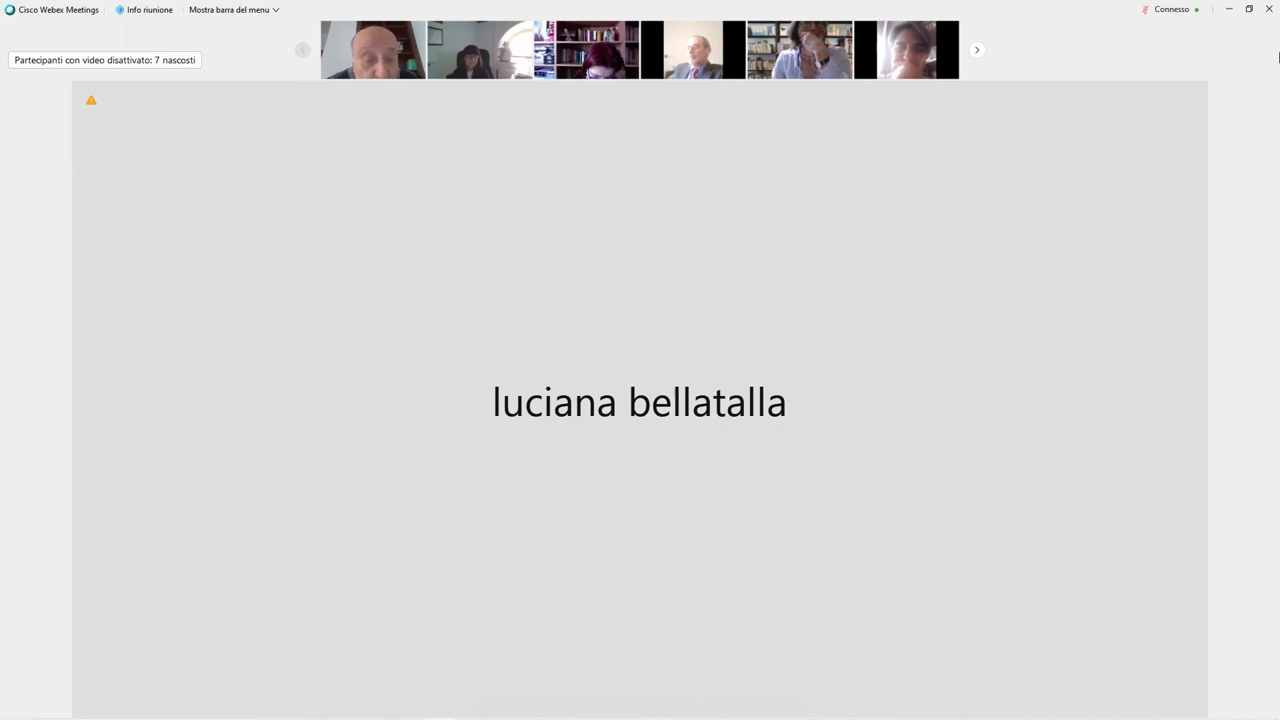 Cisco Webex Meetings
Info riunione
Mostra barra del menu
Connesso
Partecipanti con video disattivato: 7 nascosti
luciana bellatalla